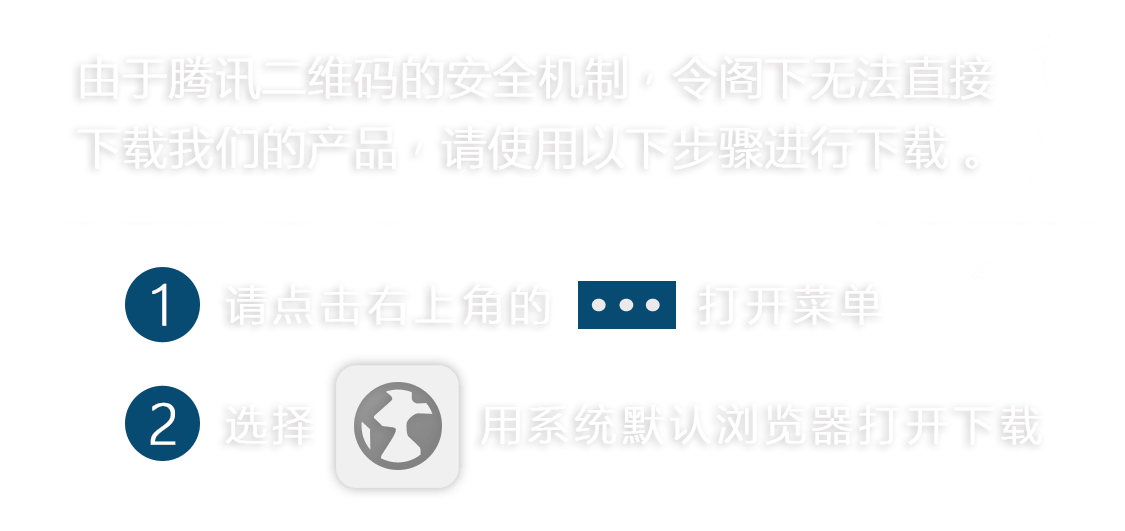 由于腾讯二维码的安全机制，令阁下无法直接
下载我们的产品，请使用以下步骤进行下载。
1 请点击右上角的 ••• 打开菜单
2 选择 用系统默认浏览器打开下载